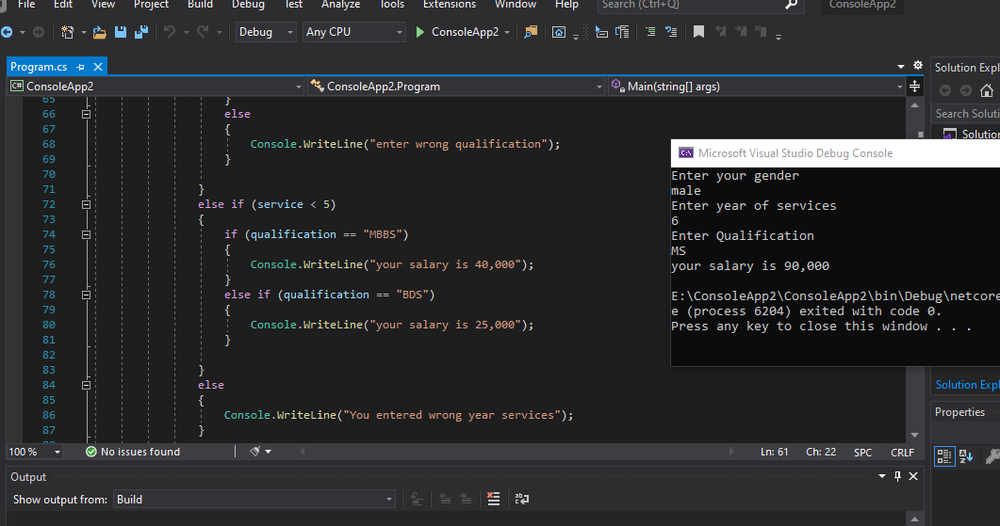 File Edit View Project Build Debug Test Analyze Tools Extensions Window Help Search (Ctrl+Q) ConsoleApp2
Debug Any CPU ConsoleApp2
Program.cs
Solution Expl
ConsoleApp2 ConsoleApp2.Program Main(string[] args)
Search Soluti
Solution
65 }
66 else
67 {
68 Console.WriteLine("enter wrong qualification");
69 }
70
71 }
72 else if (service < 5)
73 {
74 if (qualification == "MBBS")
75 {
76 Console.WriteLine("your salary is 40,000");
77 }
78 else if (qualification == "BDS")
79 {
80 Console.WriteLine("your salary is 25,000");
81 }
82
83 }
84 else
85 {
86 Console.WriteLine("You entered wrong year services");
87 }
Microsoft Visual Studio Debug Console
Enter your gender
male
Enter year of services
6
Enter Qualification
MS
your salary is 90,000
E:\ConsoleApp2\ConsoleApp2\bin\Debug\netcore
e (process 6204) exited with code 0.
Press any key to close this window . . .
Solution Expl
Properties
100 % No issues found Ln: 61 Ch: 22 SPC CRLF
Output
Show output from: Build